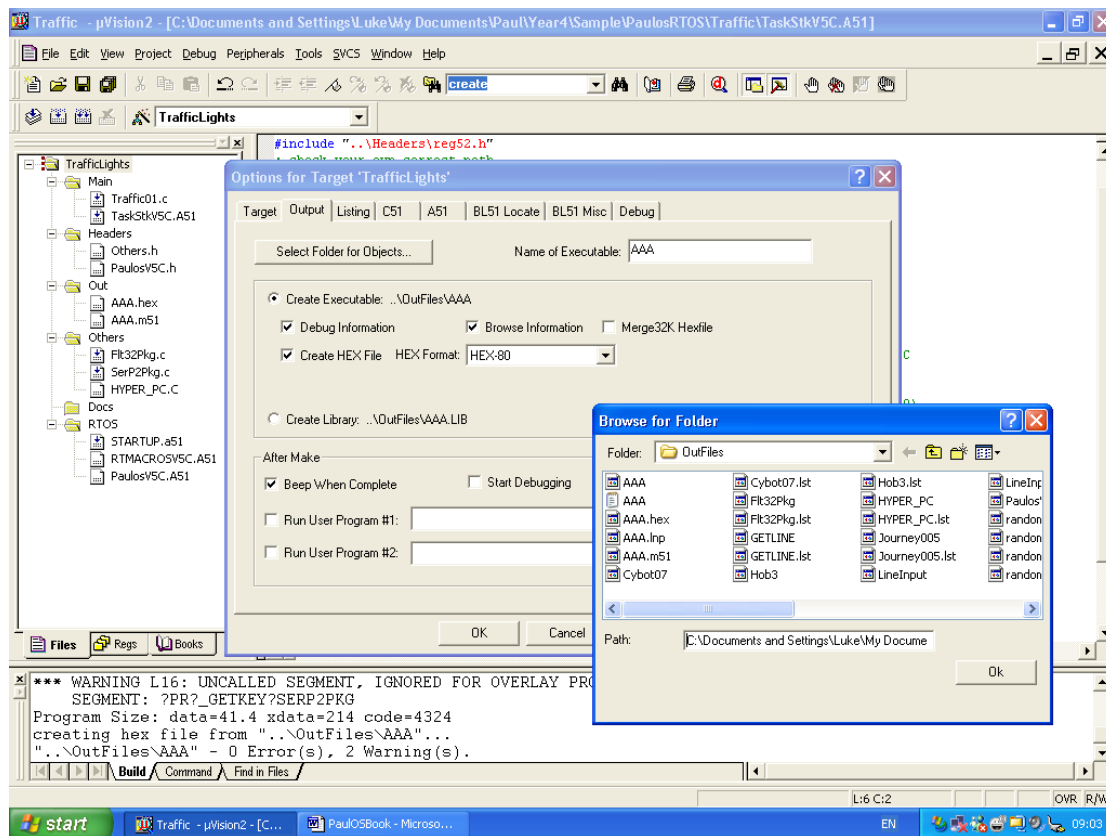 Traffic - µVision2 - [C:\Documents and Settings\Luke\My Documents\Paul\Year4\Sample\PaulosRTOS\Traffic\TaskStkV5C.A51]
File Edit View Project Debug Peripherals Tools SVCS Window Help
create
TrafficLights
#include "..\Headers\reg52.h"
TrafficLights
Main
Traffic01.c
TaskStkV5C.A51
Headers
Others.h
PaulosV5C.h
Out
AAA.hex
AAA.m51
Others
Flt32Pkg.c
SerP2Pkg.c
HYPER_PC.C
Docs
RTOS
STARTUP.a51
RTMACROSV5C.A51
PaulosV5C.A51
Files Regs Books
Options for Target 'TrafficLights'
Target Output Listing C51 A51 BL51 Locate BL51 Misc Debug
Select Folder for Objects... Name of Executable: AAA
Create Executable: ..\OutFiles\AAA
Debug Information Browse Information Merge32K Hexfile
Create HEX File HEX Format: HEX-80
Create Library: ..\OutFiles\AAA.LIB
After Make
Beep When Complete Start Debugging
Run User Program #1:
Run User Program #2:
OK Cancel
C
Browse for Folder
Folder: OutFiles
AAA Cybot07.lst Hob3.lst LineInp
AAA Flt32Pkg HYPER_PC Paulos
AAA.hex Flt32Pkg.lst HYPER_PC.lst randon
AAA.lnp GETLINE Journey005 randon
AAA.m51 GETLINE.lst Journey005.lst randon
Cybot07 Hob3 LineInput randon
Path: C:\Documents and Settings\Luke\My Docume
Ok
*** WARNING L16: UNCALLED SEGMENT, IGNORED FOR OVERLAY PRO
SEGMENT: ?PR?_GETKEY?SERP2PKG
Program Size: data=41.4 xdata=214 code=4324
creating hex file from "..\OutFiles\AAA"...
"..\OutFiles\AAA" - 0 Error(s), 2 Warning(s).
Build Command Find in Files
L:6 C:2 OVR R/W
start Traffic - µVision2 - [C... PaulOSBook - Microso... EN 09:03